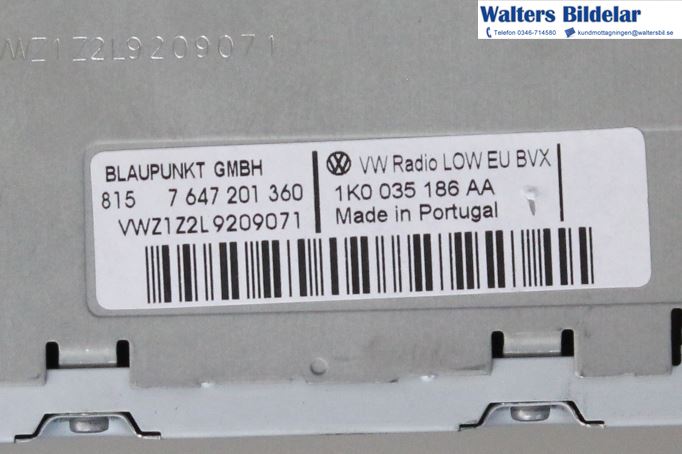 Walters Bildelar
Telefon 0346-714580 kundmottagningen@waltersbil.se
VWZ1Z2L9209071
BLAUPUNKT GMBH
815 7 647 201 360
VWZ1Z2L9209071
VW Radio LOW EU BVX
1K0 035 186 AA
Made in Portugal